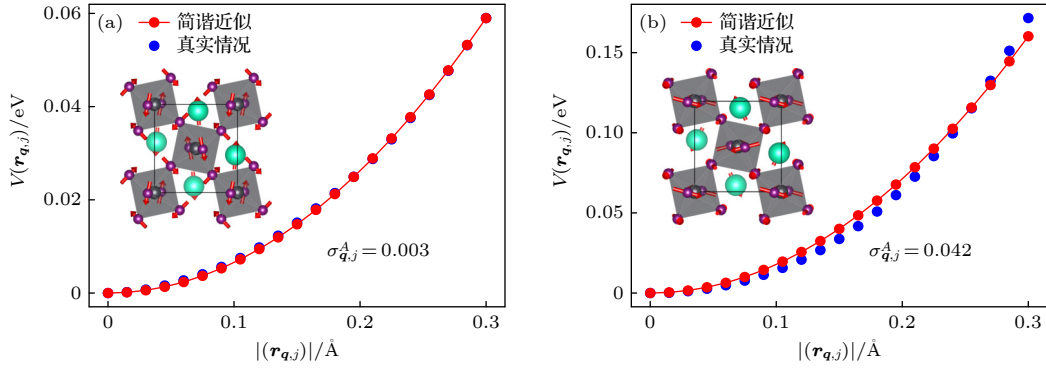 (a)
简谐近似
真实情况
0.06
0.04
0.02
0
V(r_{q,j})/eV
σ^A_{q,j}=0.003
0
0.1
0.2
0.3
|(r_{q,j})|/Å
(b)
简谐近似
真实情况
0.15
0.10
0.05
0
V(r_{q,j})/eV
σ^A_{q,j}=0.042
0
0.1
0.2
0.3
|(r_{q,j})|/Å